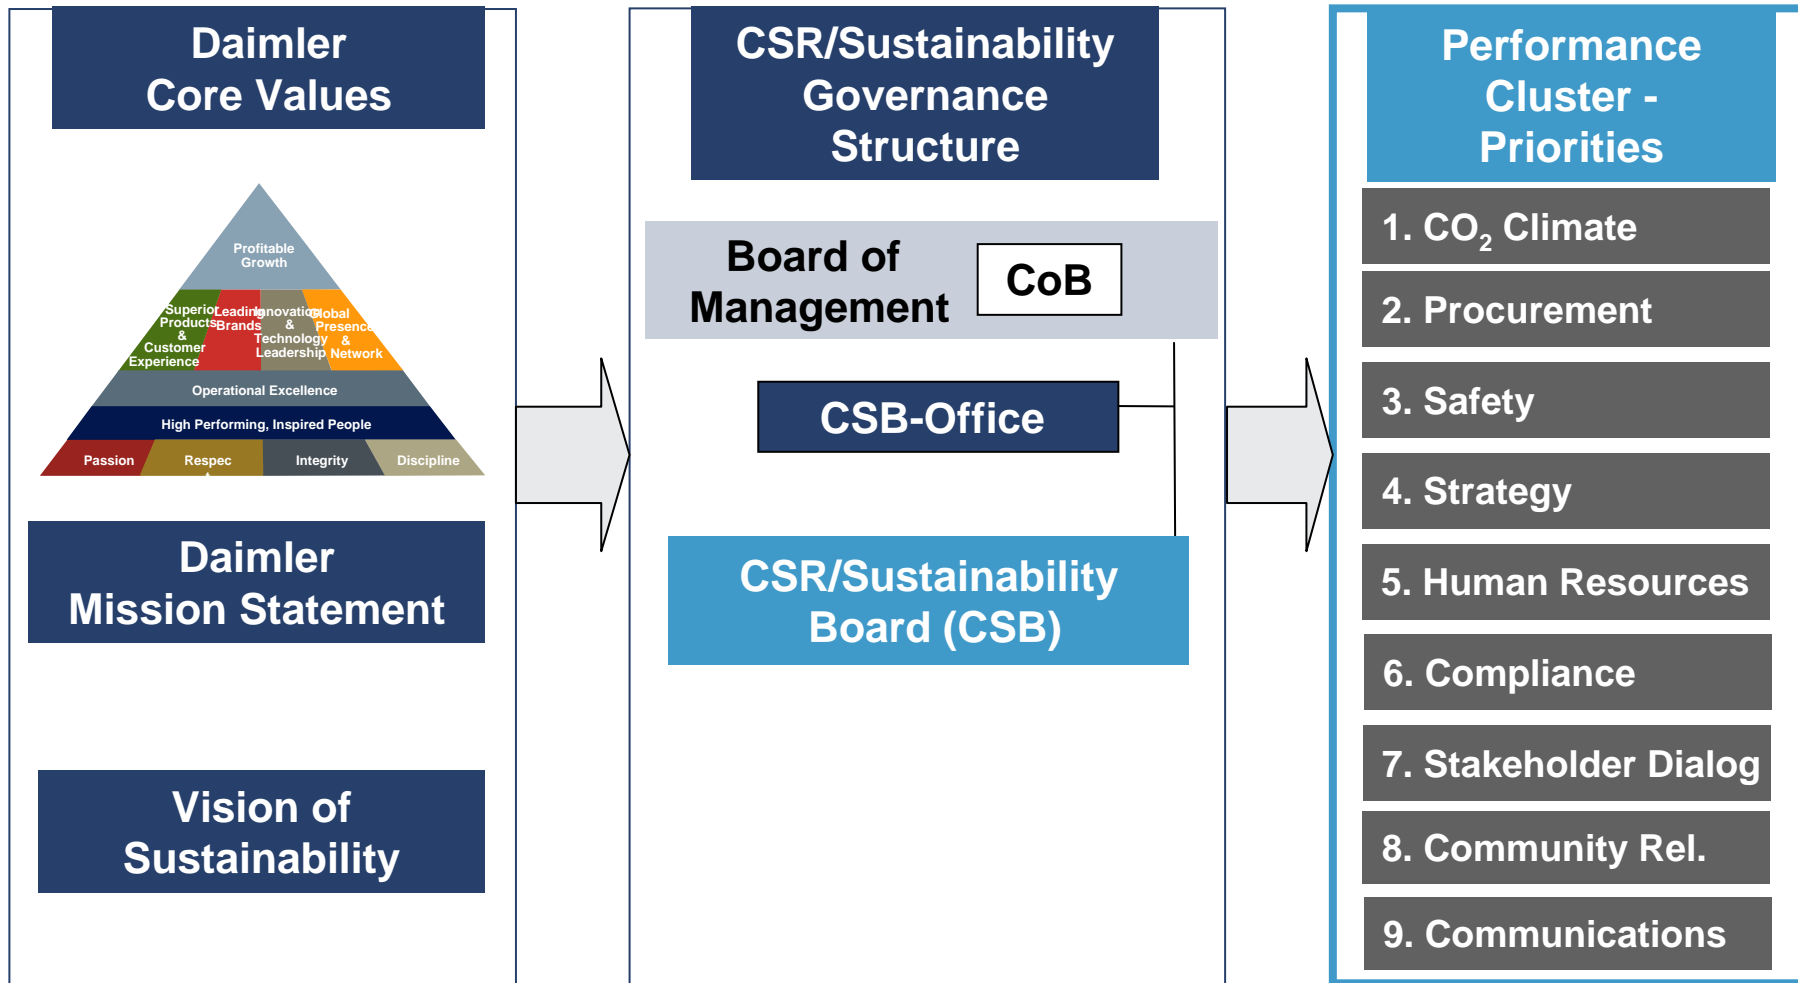 Daimler
Core Values
Profitable
Growth
Superior
Products
&
Customer
Experience
Leading
Brands
Innovation
&
Technology
Leadership
Global
Presence
&
Network
Operational Excellence
High Performing, Inspired People
Passion
Respec
Integrity
Discipline
Daimler
Mission Statement
Vision of
Sustainability
CSR/Sustainability
Governance
Structure
Board of
Management
CoB
CSB-Office
CSR/Sustainability
Board (CSB)
Performance
Cluster -
Priorities
1. CO₂ Climate
2. Procurement
3. Safety
4. Strategy
5. Human Resources
6. Compliance
7. Stakeholder Dialog
8. Community Rel.
9. Communications